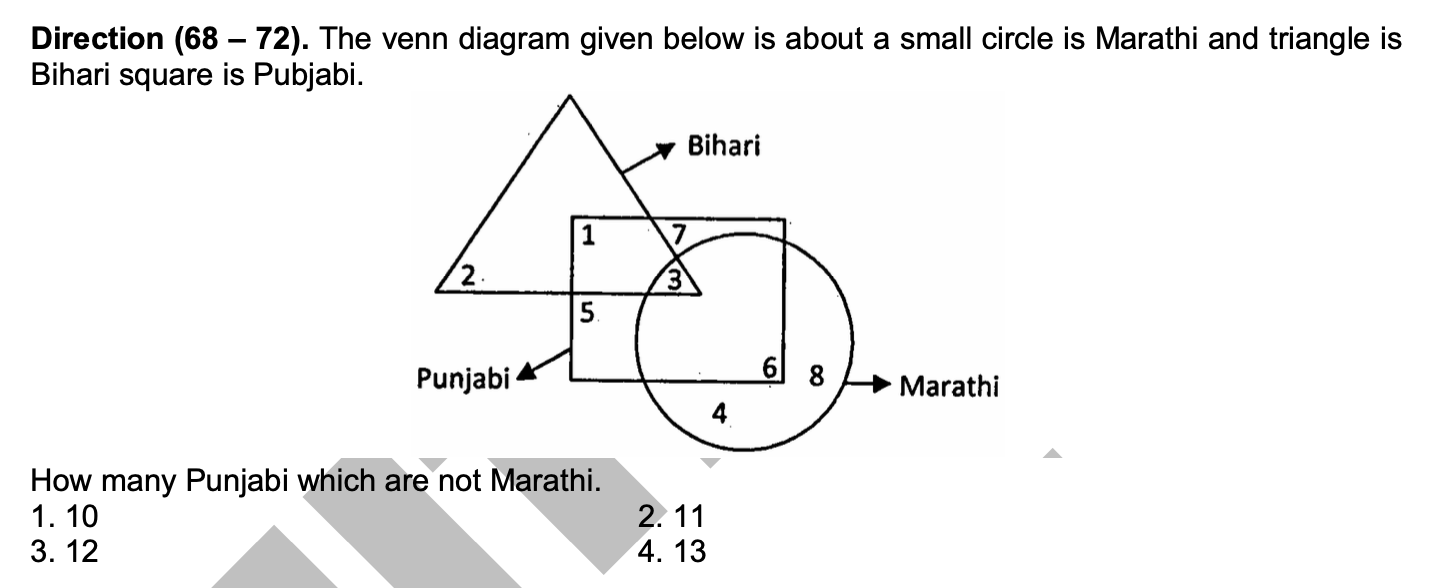 Direction (68 – 72). The venn diagram given below is about a small circle is Marathi and triangle is
Bihari square is Pubjabi.
Bihari
1
7
2
3
5
Punjabi
6
8
Marathi
4
How many Punjabi which are not Marathi.
1. 10
2. 11
3. 12
4. 13